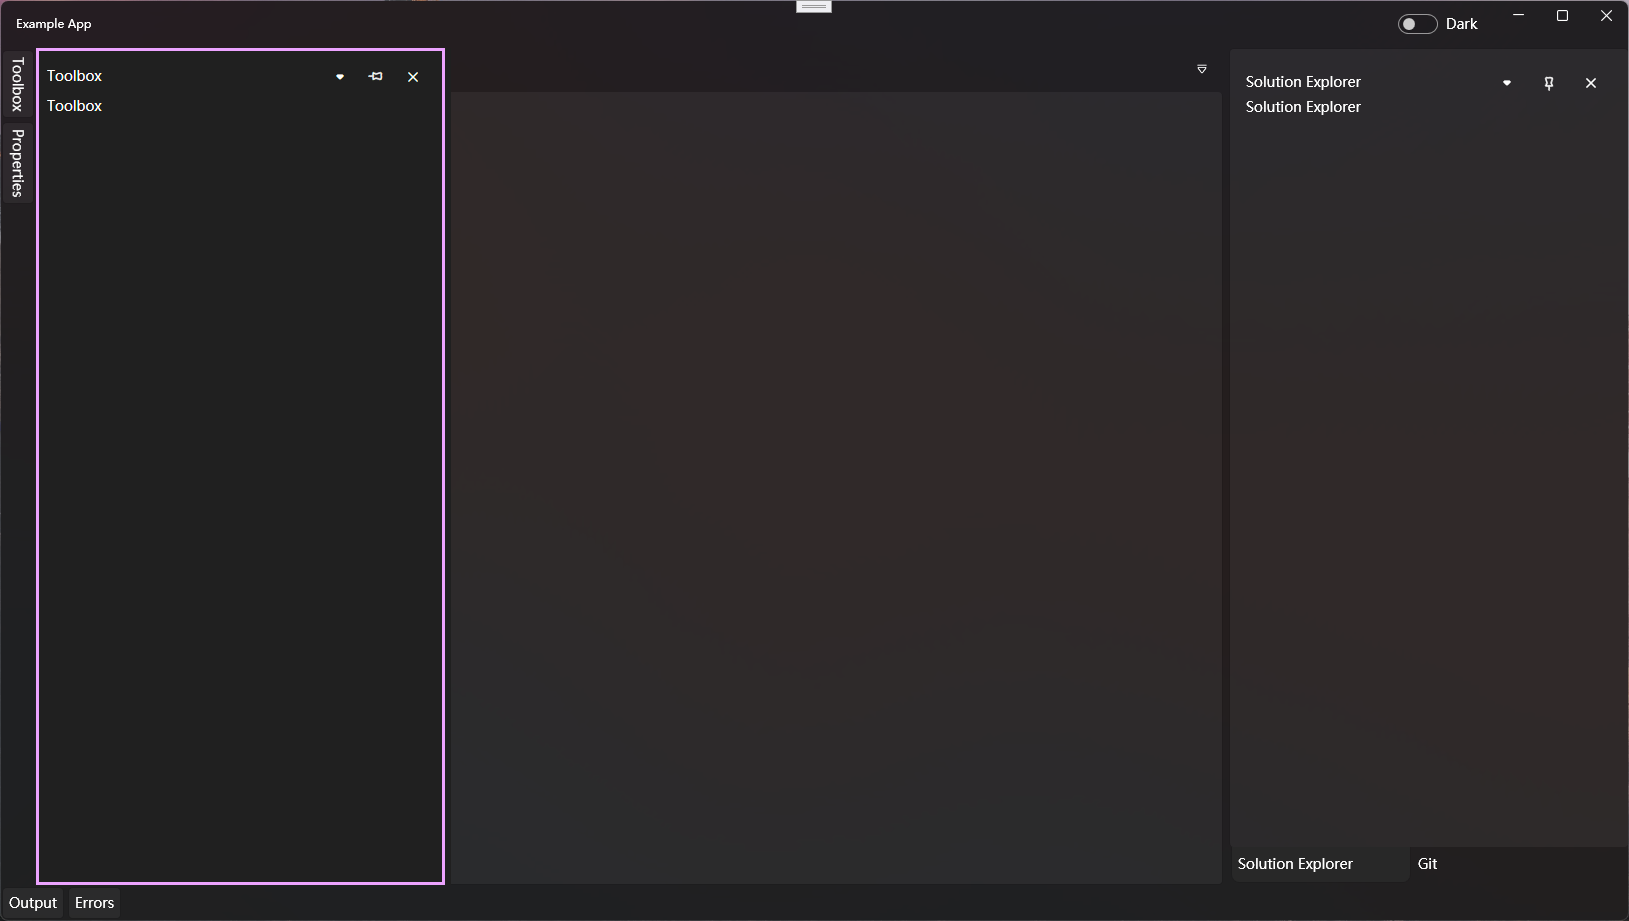 Example App
Dark
Toolbox
Properties
Toolbox
Toolbox
Solution Explorer
Solution Explorer
Solution Explorer
Git
Output
Errors